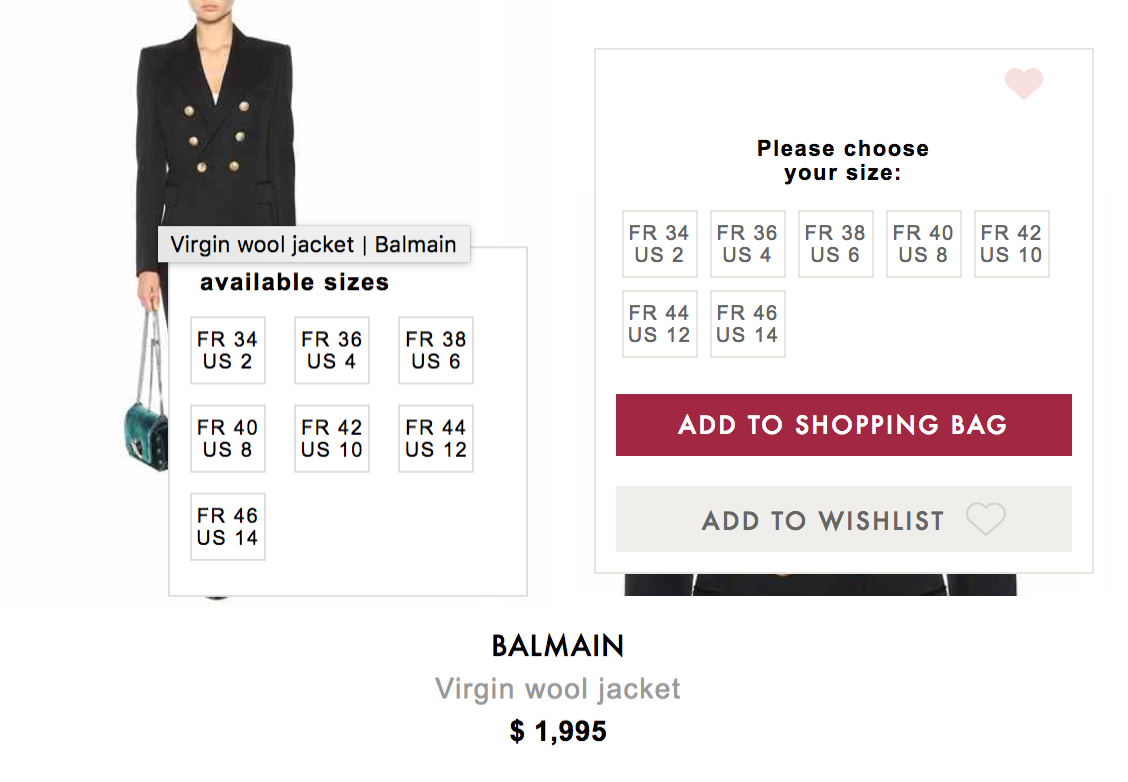 Virgin wool jacket | Balmain
available sizes
FR 34 FR 36 FR 38
US 2 US 4 US 6
FR 40 FR 42 FR 44
US 8 US 10 US 12
FR 46
US 14
Please choose
your size:
FR 34 FR 36 FR 38 FR 40 FR 42
US 2 US 4 US 6 US 8 US 10
FR 44 FR 46
US 12 US 14
ADD TO SHOPPING BAG
ADD TO WISHLIST
BALMAIN
Virgin wool jacket
$ 1,995